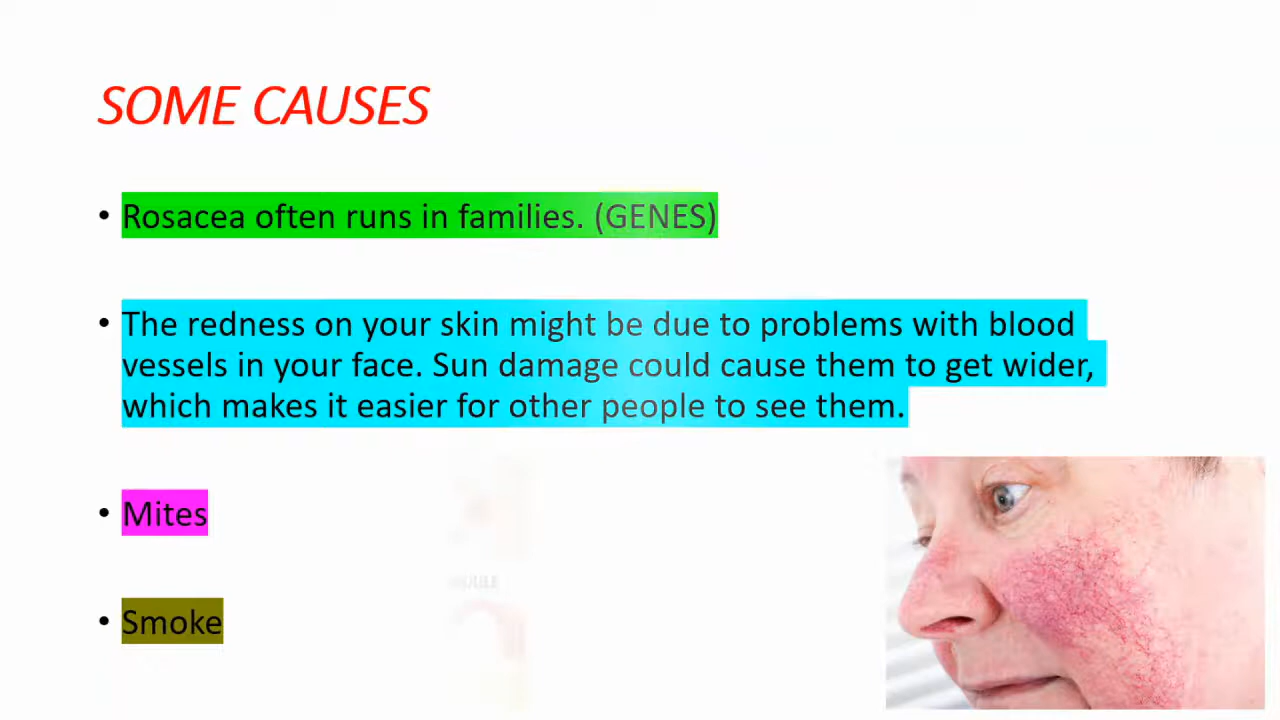 SOME CAUSES
• Rosacea often runs in families. (GENES)
• The redness on your skin might be due to problems with blood
vessels in your face. Sun damage could cause them to get wider,
which makes it easier for other people to see them.
• Mites
• Smoke